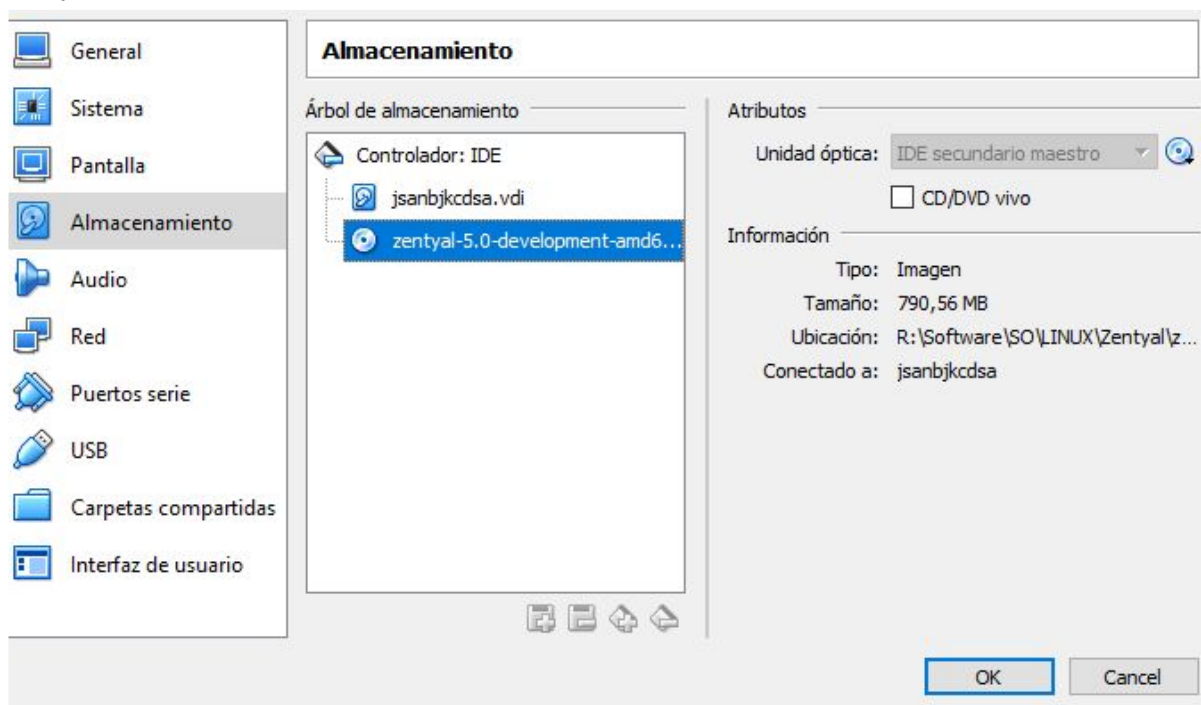 General
Sistema
Pantalla
Almacenamiento
Audio
Red
Puertos serie
USB
Carpetas compartidas
Interfaz de usuario
Almacenamiento
Árbol de almacenamiento
Controlador: IDE
jsanbjkcdsa.vdi
zentyal-5.0-development-amd6...
Atributos
Unidad óptica: IDE secundario maestro
CD/DVD vivo
Información
Tipo: Imagen
Tamaño: 790,56 MB
Ubicación: R:\Software\SO\LINUX\Zentyal\z...
Conectado a: jsanbjkcdsa
OK Cancel